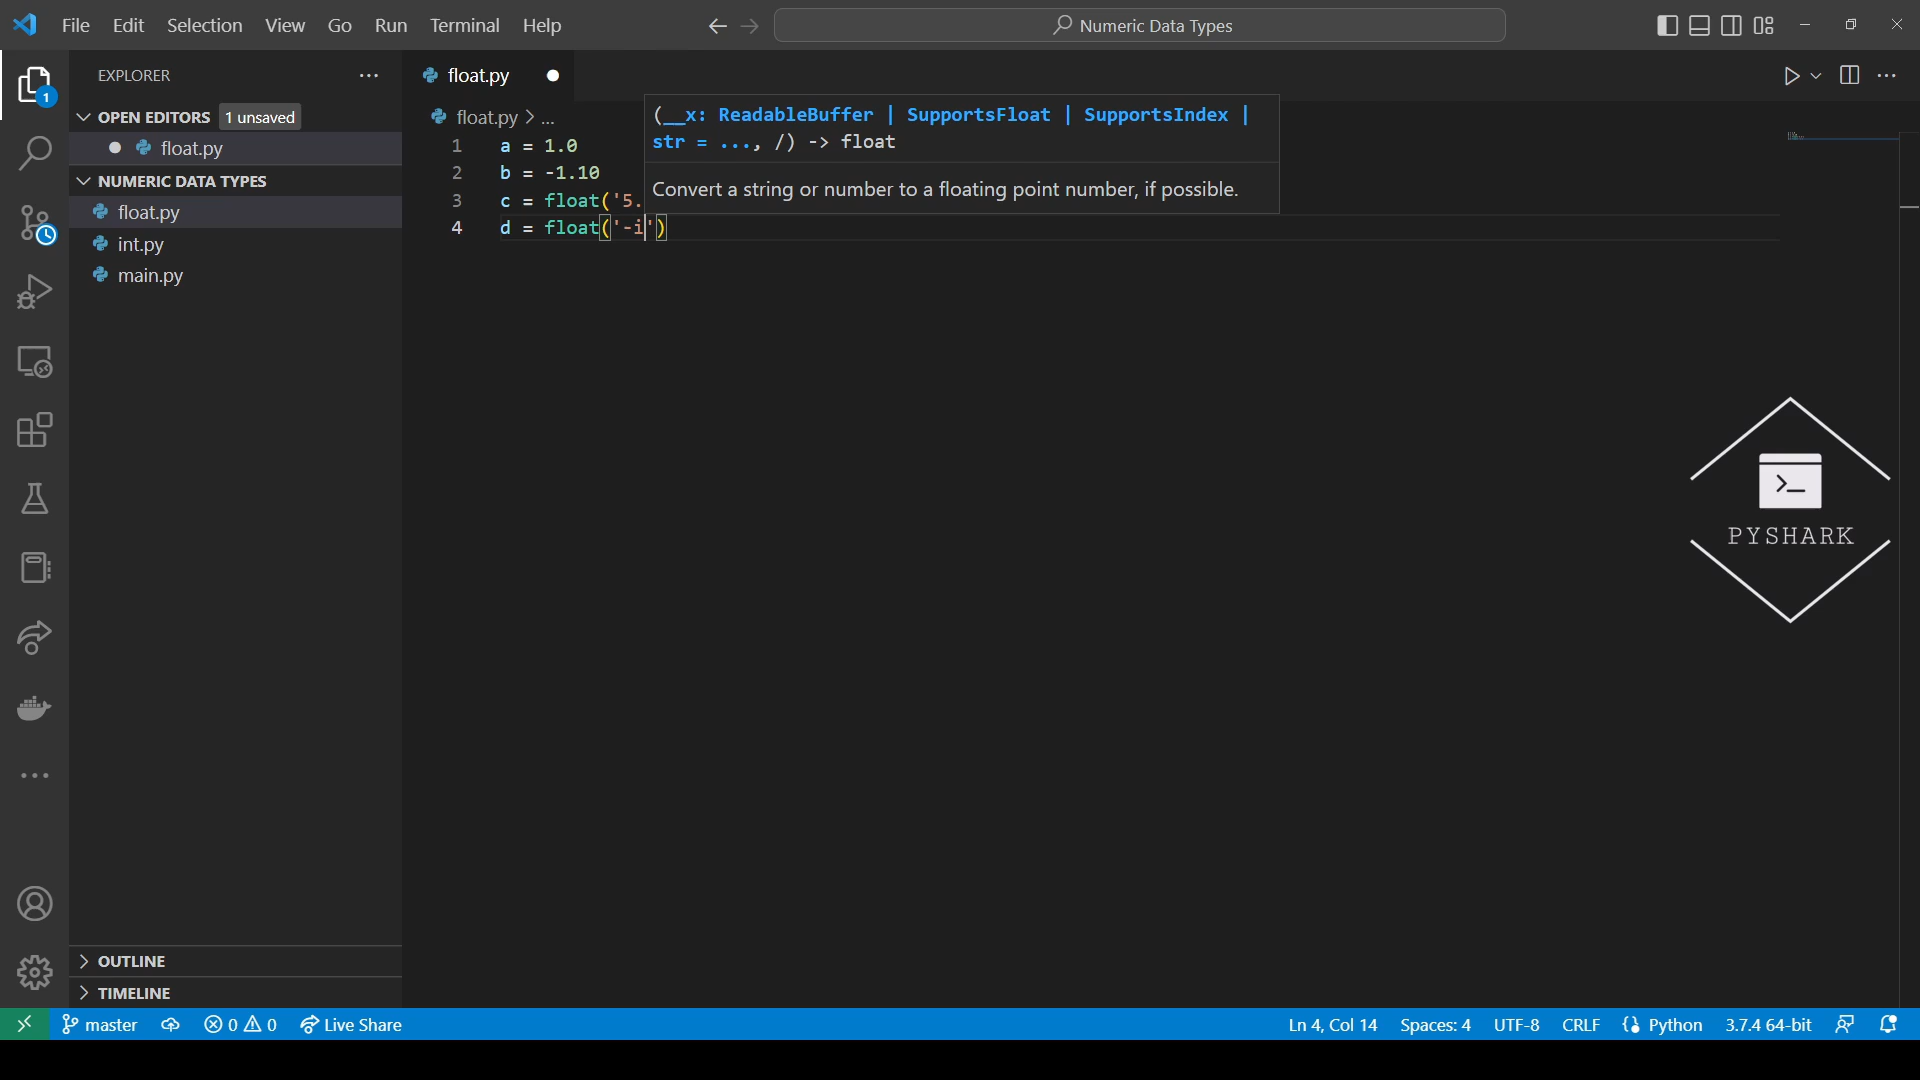 File Edit Selection View Go Run Terminal Help
Numeric Data Types
EXPLORER
1
OPEN EDITORS 1 unsaved
float.py
NUMERIC DATA TYPES
float.py
int.py
main.py
OUTLINE
TIMELINE
float.py
float.py > ...
1 a = 1.0
2 b = -1.10
3 c = float('5.
4 d = float('-i')
(__x: ReadableBuffer | SupportsFloat | SupportsIndex |
str = ..., /) -> float
Convert a string or number to a floating point number, if possible.
>_
PYSHARK
master 0 0 Live Share Ln 4, Col 14 Spaces: 4 UTF-8 CRLF Python 3.7.4 64-bit